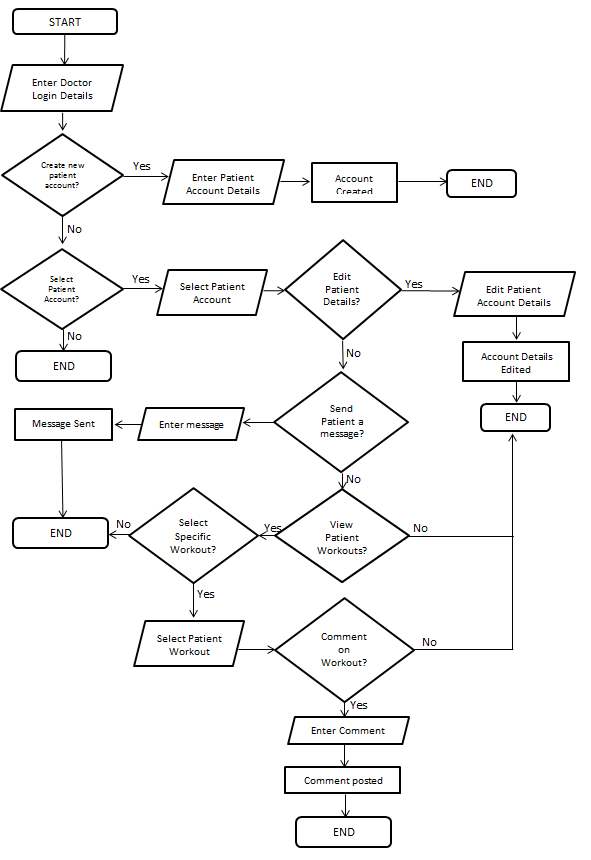 START
Enter Doctor
Login Details
Create new
patient
account?
Yes
Enter Patient
Account Details
Account
Created
END
No
Select
Patient
Account?
Yes
Select Patient
Account
Edit
Patient
Details?
Yes
Edit Patient
Account Details
No
END
No
Account Details
Edited
END
Send
Patient a
message?
Enter message
Message Sent
No
END
No
Select
Specific
Workout?
Yes
View
Patient
Workouts?
No
Yes
Select Patient
Workout
Comment
on
Workout?
No
Yes
Enter Comment
Comment posted
END